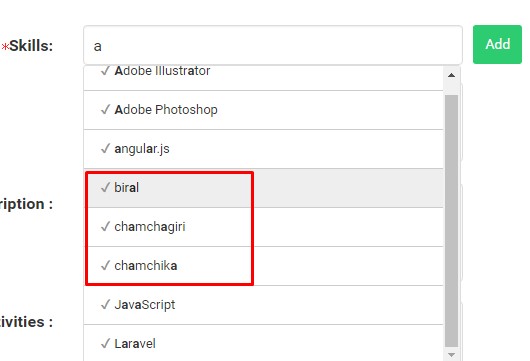 *Skills:
a
Add
Adobe Illustrator
Adobe Photoshop
angular.js
biral
ription :
chamchagiri
chamchika
JavaScript
ivities :
Laravel